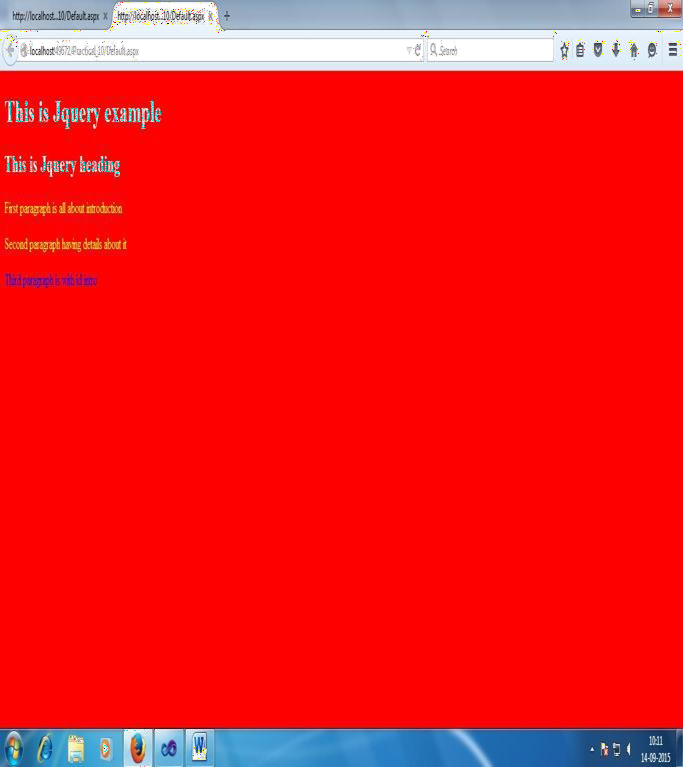 http://localhost...10/Default.aspx × http://localhost...10/Default.aspx × +
localhost:49572/Practical_10/Default.aspx Search
This is Jquery example
This is Jquery heading
First paragraph is all about introduction
Second paragraph having details about it
Third paragraph is with id intro
10:11
14-09-2015